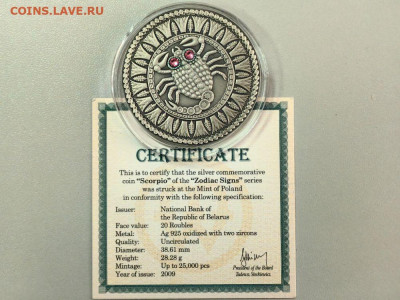 COINS.LAVE.RU
CERTIFICATE
This is to certify that the silver commemorative
coin “Scorpio” of the “Zodiac Signs” series
was struck at the Mint of Poland
in conformity with the following specification:
Issuer: National Bank of
the Republic of Belarus
Face value: 20 Roubles
Metal: Ag 925 oxidized with two zircons
Quality: Uncirculated
Diameter: 38.61 mm
Weight: 28.28 g
Mintage: Up to 25,000 pcs
Year of issue: 2009
President of the Board
Tadeusz Steckiewicz